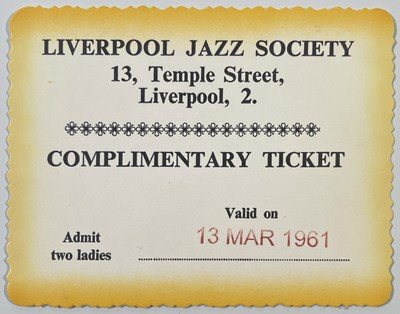 LIVERPOOL JAZZ SOCIETY
13, Temple Street,
Liverpool, 2.
COMPLIMENTARY TICKET
Valid on
13 MAR 1961
Admit
two ladies